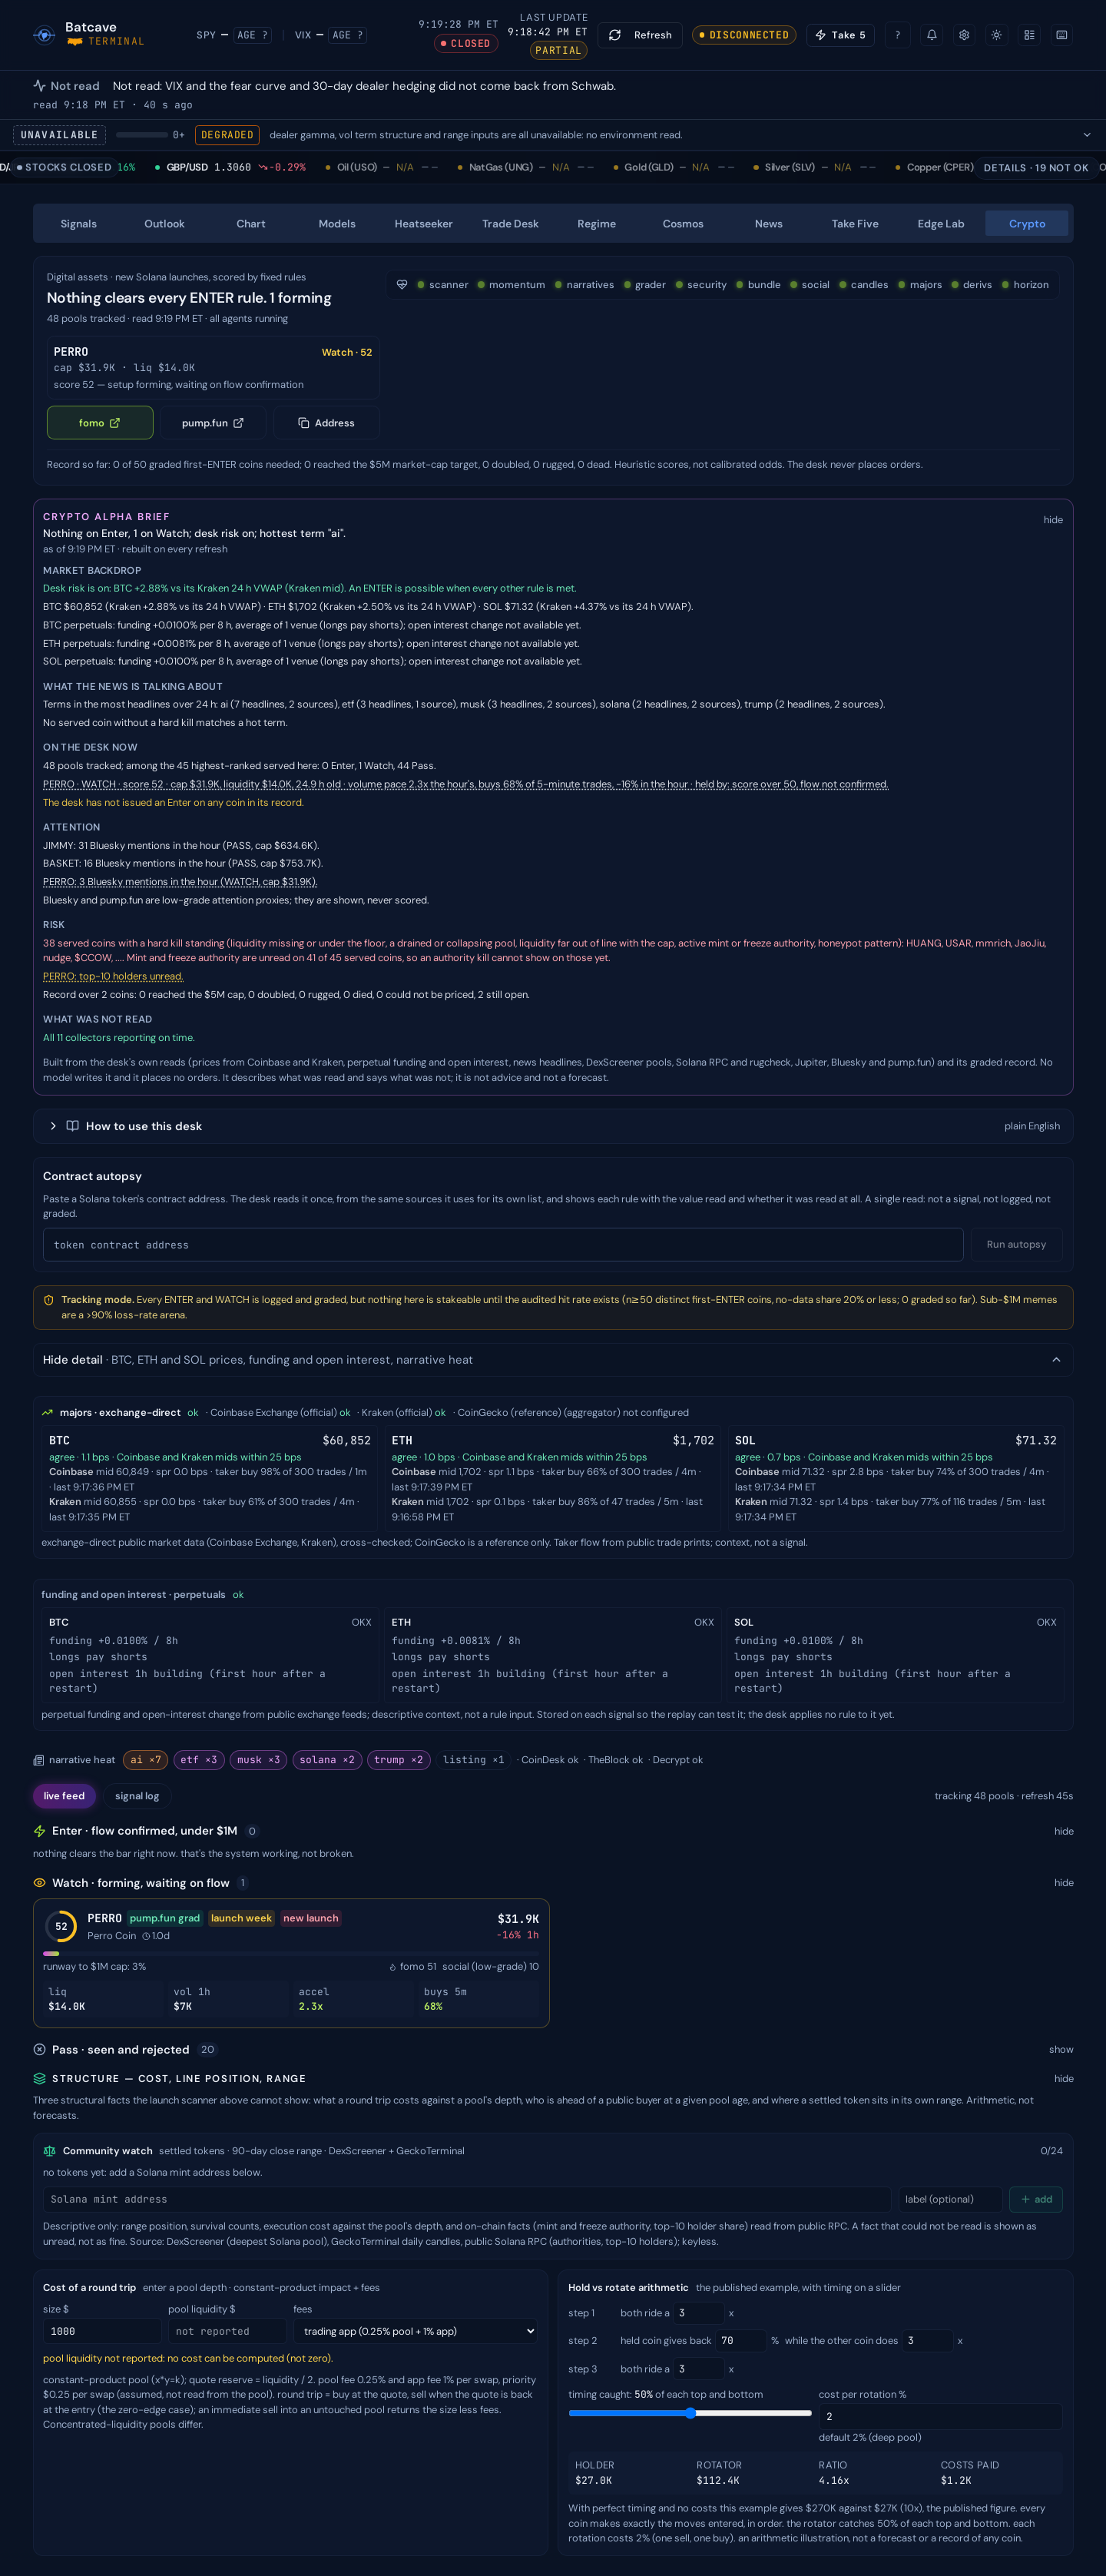 Batcave
TERMINAL
SPY — AGE ? | VIX — AGE ?
9:19:28 PM ET
CLOSED
LAST UPDATE
9:18:42 PM ET
PARTIAL
Refresh
DISCONNECTED
Take 5
?
Not read Not read: VIX and the fear curve and 30-day dealer hedging did not come back from Schwab.
read 9:18 PM ET · 40 s ago
UNAVAILABLE 0+ DEGRADED dealer gamma, vol term structure and range inputs are all unavailable: no environment read.
STOCKS CLOSED 16% GBP/USD 1.3060 -0.29% Oil (USO) — N/A —— NatGas (UNG) — N/A —— Gold (GLD) — N/A —— Silver (SLV) — N/A —— Copper (CPER) DETAILS · 19 NOT OK
Signals Outlook Chart Models Heatseeker Trade Desk Regime Cosmos News Take Five Edge Lab Crypto
Digital assets · new Solana launches, scored by fixed rules
Nothing clears every ENTER rule. 1 forming
48 pools tracked · read 9:19 PM ET · all agents running
scanner momentum narratives grader security bundle social candles majors derivs horizon
PERRO Watch · 52
cap $31.9K · liq $14.0K
score 52 — setup forming, waiting on flow confirmation
fomo pump.fun Address
Record so far: 0 of 50 graded first-ENTER coins needed; 0 reached the $5M market-cap target, 0 doubled, 0 rugged, 0 dead. Heuristic scores, not calibrated odds. The desk never places orders.
CRYPTO ALPHA BRIEF
hide
Nothing on Enter, 1 on Watch; desk risk on; hottest term "ai".
as of 9:19 PM ET · rebuilt on every refresh
MARKET BACKDROP
Desk risk is on: BTC +2.88% vs its Kraken 24 h VWAP (Kraken mid). An ENTER is possible when every other rule is met.
BTC $60,852 (Kraken +2.88% vs its 24 h VWAP) · ETH $1,702 (Kraken +2.50% vs its 24 h VWAP) · SOL $71.32 (Kraken +4.37% vs its 24 h VWAP).
BTC perpetuals: funding +0.0100% per 8 h, average of 1 venue (longs pay shorts); open interest change not available yet.
ETH perpetuals: funding +0.0081% per 8 h, average of 1 venue (longs pay shorts); open interest change not available yet.
SOL perpetuals: funding +0.0100% per 8 h, average of 1 venue (longs pay shorts); open interest change not available yet.
WHAT THE NEWS IS TALKING ABOUT
Terms in the most headlines over 24 h: ai (7 headlines, 2 sources), etf (3 headlines, 1 source), musk (3 headlines, 2 sources), solana (2 headlines, 2 sources), trump (2 headlines, 2 sources).
No served coin without a hard kill matches a hot term.
ON THE DESK NOW
48 pools tracked; among the 45 highest-ranked served here: 0 Enter, 1 Watch, 44 Pass.
PERRO · WATCH · score 52 · cap $31.9K, liquidity $14.0K, 24.9 h old · volume pace 2.3x the hour's, buys 68% of 5-minute trades, -16% in the hour · held by: score over 50, flow not confirmed.
The desk has not issued an Enter on any coin in its record.
ATTENTION
JIMMY: 31 Bluesky mentions in the hour (PASS, cap $634.6K).
BASKET: 16 Bluesky mentions in the hour (PASS, cap $753.7K).
PERRO: 3 Bluesky mentions in the hour (WATCH, cap $31.9K).
Bluesky and pump.fun are low-grade attention proxies; they are shown, never scored.
RISK
38 served coins with a hard kill standing (liquidity missing or under the floor, a drained or collapsing pool, liquidity far out of line with the cap, active mint or freeze authority, honeypot pattern): HUANG, USAR, mmrich, JaoJiu,
nudge, $CCOW, .... Mint and freeze authority are unread on 41 of 45 served coins, so an authority kill cannot show on those yet.
PERRO: top-10 holders unread.
Record over 2 coins: 0 reached the $5M cap, 0 doubled, 0 rugged, 0 died, 0 could not be priced, 2 still open.
WHAT WAS NOT READ
All 11 collectors reporting on time.
Built from the desk's own reads (prices from Coinbase and Kraken, perpetual funding and open interest, news headlines, DexScreener pools, Solana RPC and rugcheck, Jupiter, Bluesky and pump.fun) and its graded record. No
model writes it and it places no orders. It describes what was read and says what was not; it is not advice and not a forecast.
How to use this desk plain English
Contract autopsy
Paste a Solana token's contract address. The desk reads it once, from the same sources it uses for its own list, and shows each rule with the value read and whether it was read at all. A single read: not a signal, not logged, not
graded.
token contract address Run autopsy
Tracking mode. Every ENTER and WATCH is logged and graded, but nothing here is stakeable until the audited hit rate exists (n≥50 distinct first-ENTER coins, no-data share 20% or less; 0 graded so far). Sub-$1M memes
are a >90% loss-rate arena.
Hide detail · BTC, ETH and SOL prices, funding and open interest, narrative heat
majors · exchange-direct ok · Coinbase Exchange (official) ok · Kraken (official) ok · CoinGecko (reference) (aggregator) not configured
BTC $60,852
agree · 1.1 bps · Coinbase and Kraken mids within 25 bps
Coinbase mid 60,849 · spr 0.0 bps · taker buy 98% of 300 trades / 1m
· last 9:17:36 PM ET
Kraken mid 60,855 · spr 0.0 bps · taker buy 61% of 300 trades / 4m ·
last 9:17:35 PM ET
ETH $1,702
agree · 1.0 bps · Coinbase and Kraken mids within 25 bps
Coinbase mid 1,702 · spr 1.1 bps · taker buy 66% of 300 trades / 4m ·
last 9:17:39 PM ET
Kraken mid 1,702 · spr 0.1 bps · taker buy 86% of 47 trades / 5m · last
9:16:58 PM ET
SOL $71.32
agree · 0.7 bps · Coinbase and Kraken mids within 25 bps
Coinbase mid 71.32 · spr 2.8 bps · taker buy 74% of 300 trades / 4m ·
last 9:17:34 PM ET
Kraken mid 71.32 · spr 1.4 bps · taker buy 77% of 116 trades / 5m · last
9:17:34 PM ET
exchange-direct public market data (Coinbase Exchange, Kraken), cross-checked; CoinGecko is a reference only. Taker flow from public trade prints; context, not a signal.
funding and open interest · perpetuals ok
BTC OKX
funding +0.0100% / 8h
longs pay shorts
open interest 1h building (first hour after a
restart)
ETH OKX
funding +0.0081% / 8h
longs pay shorts
open interest 1h building (first hour after a
restart)
SOL OKX
funding +0.0100% / 8h
longs pay shorts
open interest 1h building (first hour after a
restart)
perpetual funding and open-interest change from public exchange feeds; descriptive context, not a rule input. Stored on each signal so the replay can test it; the desk applies no rule to it yet.
narrative heat ai ×7 etf ×3 musk ×3 solana ×2 trump ×2 listing ×1 · CoinDesk ok · TheBlock ok · Decrypt ok
live feed signal log tracking 48 pools · refresh 45s
Enter · flow confirmed, under $1M 0 hide
nothing clears the bar right now. that's the system working, not broken.
Watch · forming, waiting on flow 1 hide
52 PERRO pump.fun grad launch week new launch $31.9K
Perro Coin 1.0d -16% 1h
runway to $1M cap: 3% fomo 51 social (low-grade) 10
liq vol 1h accel buys 5m
$14.0K $7K 2.3x 68%
Pass · seen and rejected 20 show
STRUCTURE — COST, LINE POSITION, RANGE hide
Three structural facts the launch scanner above cannot show: what a round trip costs against a pool's depth, who is ahead of a public buyer at a given pool age, and where a settled token sits in its own range. Arithmetic, not
forecasts.
Community watch settled tokens · 90-day close range · DexScreener + GeckoTerminal 0/24
no tokens yet: add a Solana mint address below.
Solana mint address label (optional) + add
Descriptive only: range position, survival counts, execution cost against the pool's depth, and on-chain facts (mint and freeze authority, top-10 holder share) read from public RPC. A fact that could not be read is shown as
unread, not as fine. Source: DexScreener (deepest Solana pool), GeckoTerminal daily candles, public Solana RPC (authorities, top-10 holders); keyless.
Cost of a round trip enter a pool depth · constant-product impact + fees
size $ pool liquidity $ fees
1000 not reported trading app (0.25% pool + 1% app)
pool liquidity not reported: no cost can be computed (not zero).
constant-product pool (x*y=k); quote reserve = liquidity / 2. pool fee 0.25% and app fee 1% per swap, priority
$0.25 per swap (assumed, not read from the pool). round trip = buy at the quote, sell when the quote is back
at the entry (the zero-edge case); an immediate sell into an untouched pool returns the size less fees.
Concentrated-liquidity pools differ.
Hold vs rotate arithmetic the published example, with timing on a slider
step 1 both ride a 3 x
step 2 held coin gives back 70 % while the other coin does 3 x
step 3 both ride a 3 x
timing caught: 50% of each top and bottom cost per rotation %
2
default 2% (deep pool)
HOLDER ROTATOR RATIO COSTS PAID
$27.0K $112.4K 4.16x $1.2K
With perfect timing and no costs this example gives $270K against $27K (10x), the published figure. every
coin makes exactly the moves entered, in order. the rotator catches 50% of each top and bottom. each
rotation costs 2% (one sell, one buy). an arithmetic illustration, not a forecast or a record of any coin.